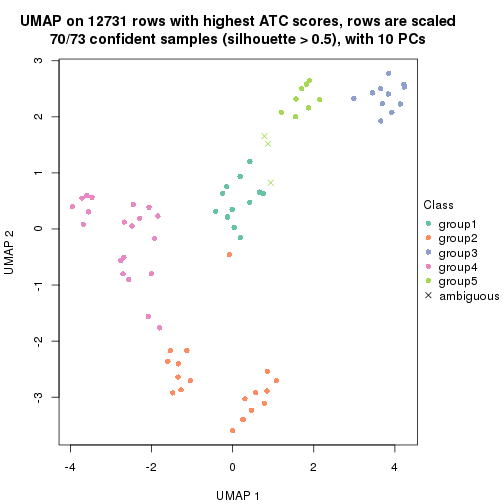 UMAP on 12731 rows with highest ATC scores, rows are scaled
70/73 confident samples (silhouette > 0.5), with 10 PCs
3
2
1
0
-1
-2
-3
UMAP 2
-4
-2
0
2
4
UMAP 1
Class
group1
group2
group3
group4
group5
ambiguous